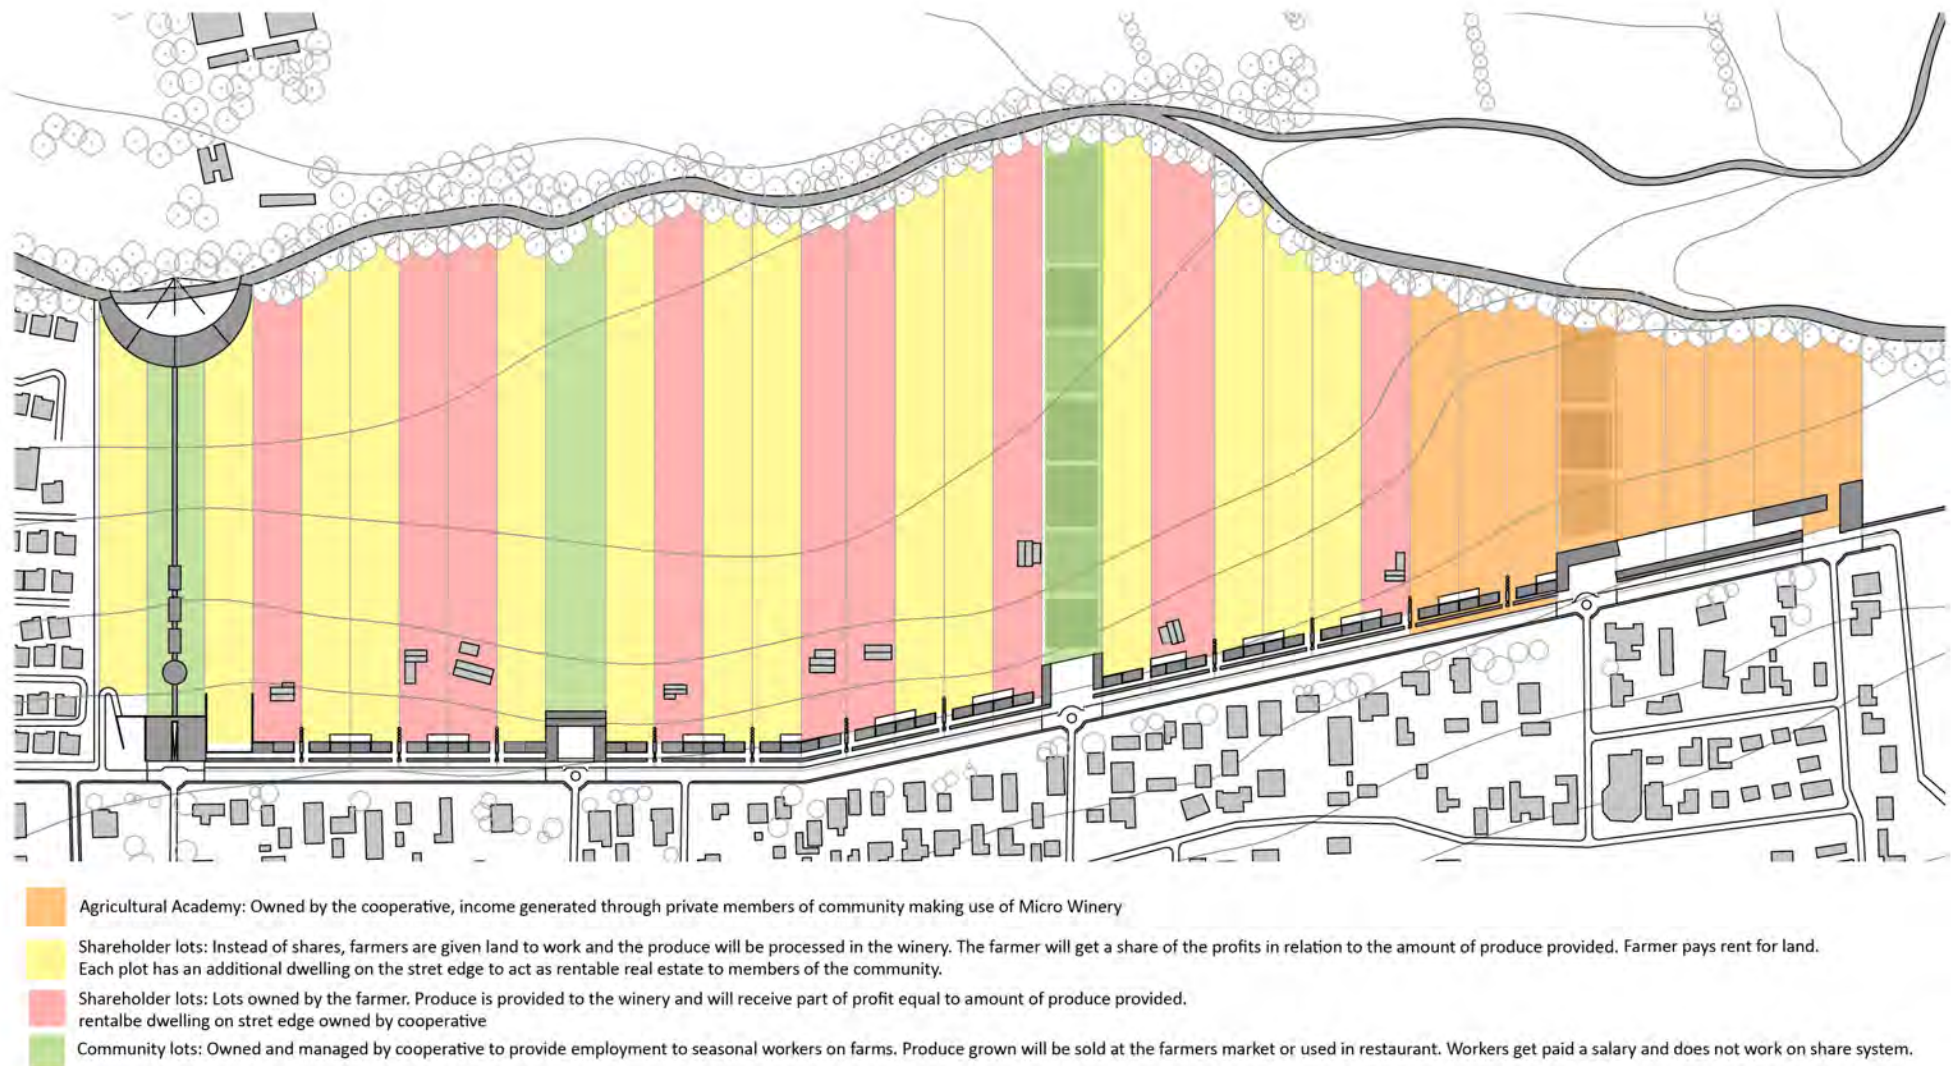 Agricultural Academy: Owned by the cooperative, income generated through private members of community making use of Micro Winery
Shareholder lots: Instead of shares, farmers are given land to work and the produce will be processed in the winery. The farmer will get a share of the profits in relation to the amount of produce provided. Farmer pays rent for land.
Each plot has an additional dwelling on the stret edge to act as rentable real estate to members of the community.
Shareholder lots: Lots owned by the farmer. Produce is provided to the winery and will receive part of profit equal to amount of produce provided.
rentalbe dwelling on stret edge owned by cooperative
Community lots: Owned and managed by cooperative to provide employment to seasonal workers on farms. Produce grown will be sold at the farmers market or used in restaurant. Workers get paid a salary and does not work on share system.